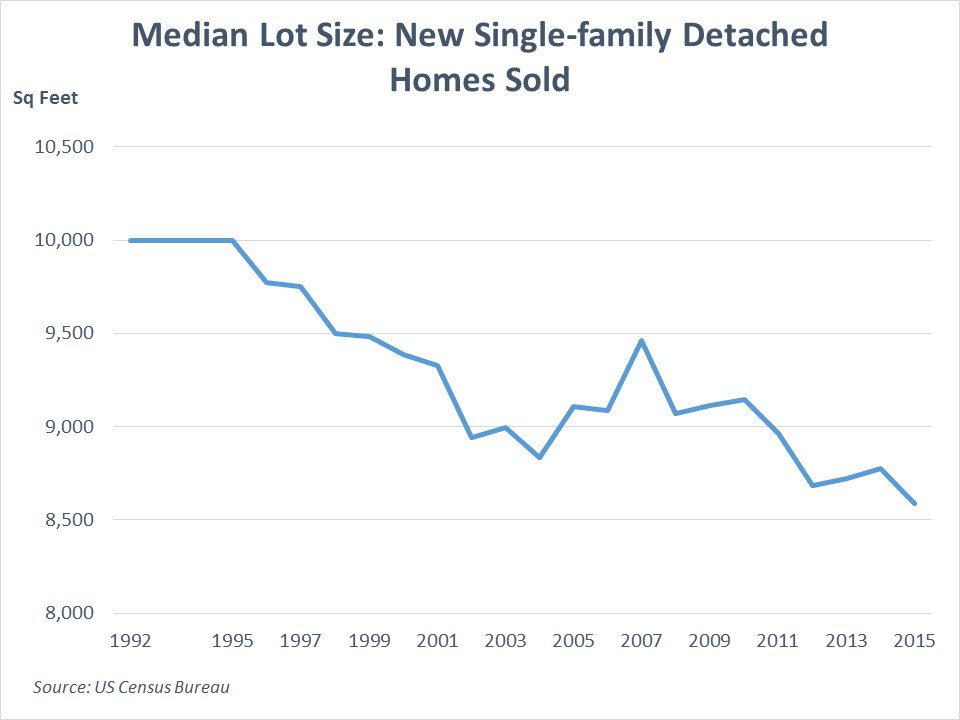 Median Lot Size: New Single-family Detached
Homes Sold
Sq Feet
10,500
10,000
9,500
9,000
8,500
8,000
1992 1995 1997 1999 2001 2003 2005 2007 2009 2011 2013 2015
Source: US Census Bureau